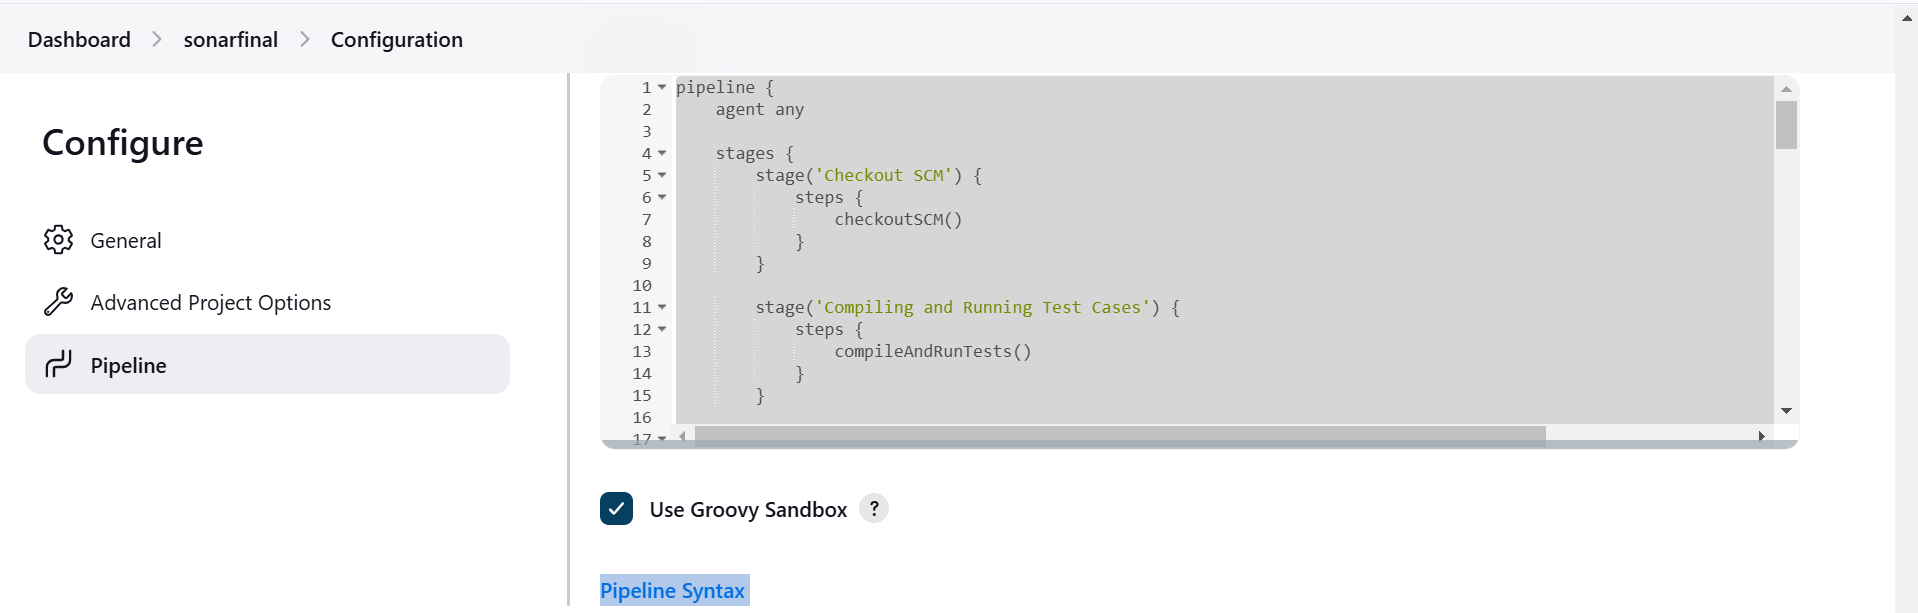 Dashboard > sonarfinal > Configuration
Configure
General
Advanced Project Options
Pipeline
1 pipeline {
2     agent any
3
4     stages {
5         stage('Checkout SCM') {
6             steps {
7                 checkoutSCM()
8             }
9         }
10
11         stage('Compiling and Running Test Cases') {
12             steps {
13                 compileAndRunTests()
14             }
15         }
16
17
Use Groovy Sandbox ?
Pipeline Syntax